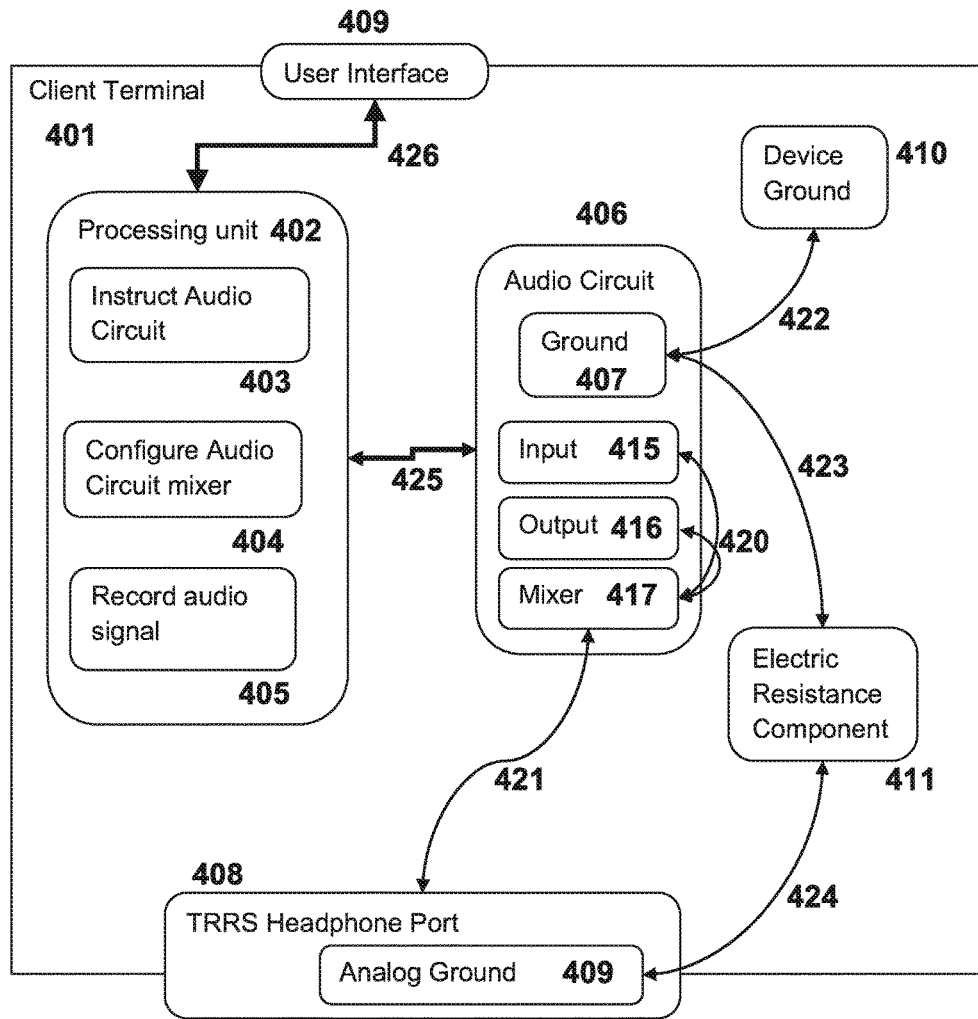 409
User Interface
Client Terminal
401
426
Device
Ground
410
Processing unit 402
406
Instruct Audio
Circuit
403
Audio Circuit
Ground
407
422
Configure Audio
Circuit mixer
404
425
Input 415
423
Output 416
420
Record audio
signal
405
Mixer 417
Electric
Resistance
Component
411
421
408
TRRS Headphone Port
424
Analog Ground 409